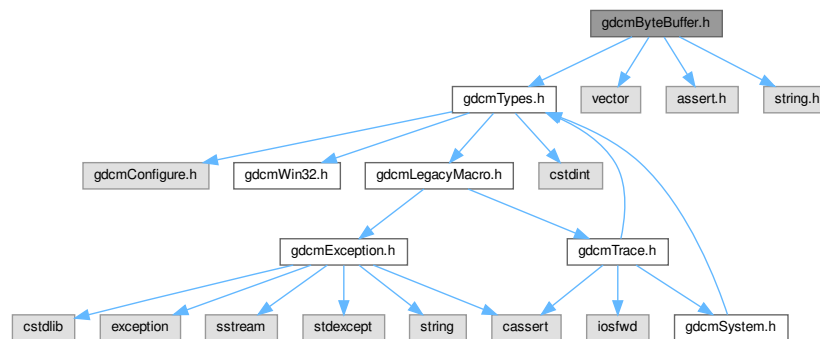 gdcmByteBuffer.h
gdcmTypes.h
vector
assert.h
string.h
gdcmConfigure.h
gdcmWin32.h
gdcmLegacyMacro.h
cstdint
gdcmException.h
gdcmTrace.h
cstdlib
exception
sstream
stdexcept
string
cassert
iosfwd
gdcmSystem.h